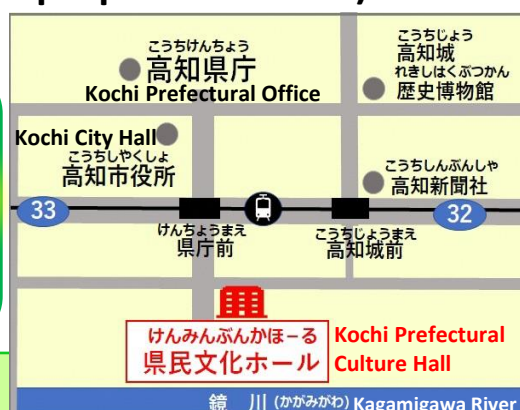 こうちけんちょう
高知県庁
Kochi Prefectural Office
こうちじょう
高知城
れきしはくぶつかん
歴史博物館
Kochi City Hall
こうちしやくしょ
高知市役所
こうちしんぶんしゃ
高知新聞社
33
32
けんちょうまえ
県庁前
こうちじょうまえ
高知城前
けんみんぶんかほーる
県民文化ホール
Kochi Prefectural
Culture Hall
鏡 川 (かがみがわ) Kagamigawa River